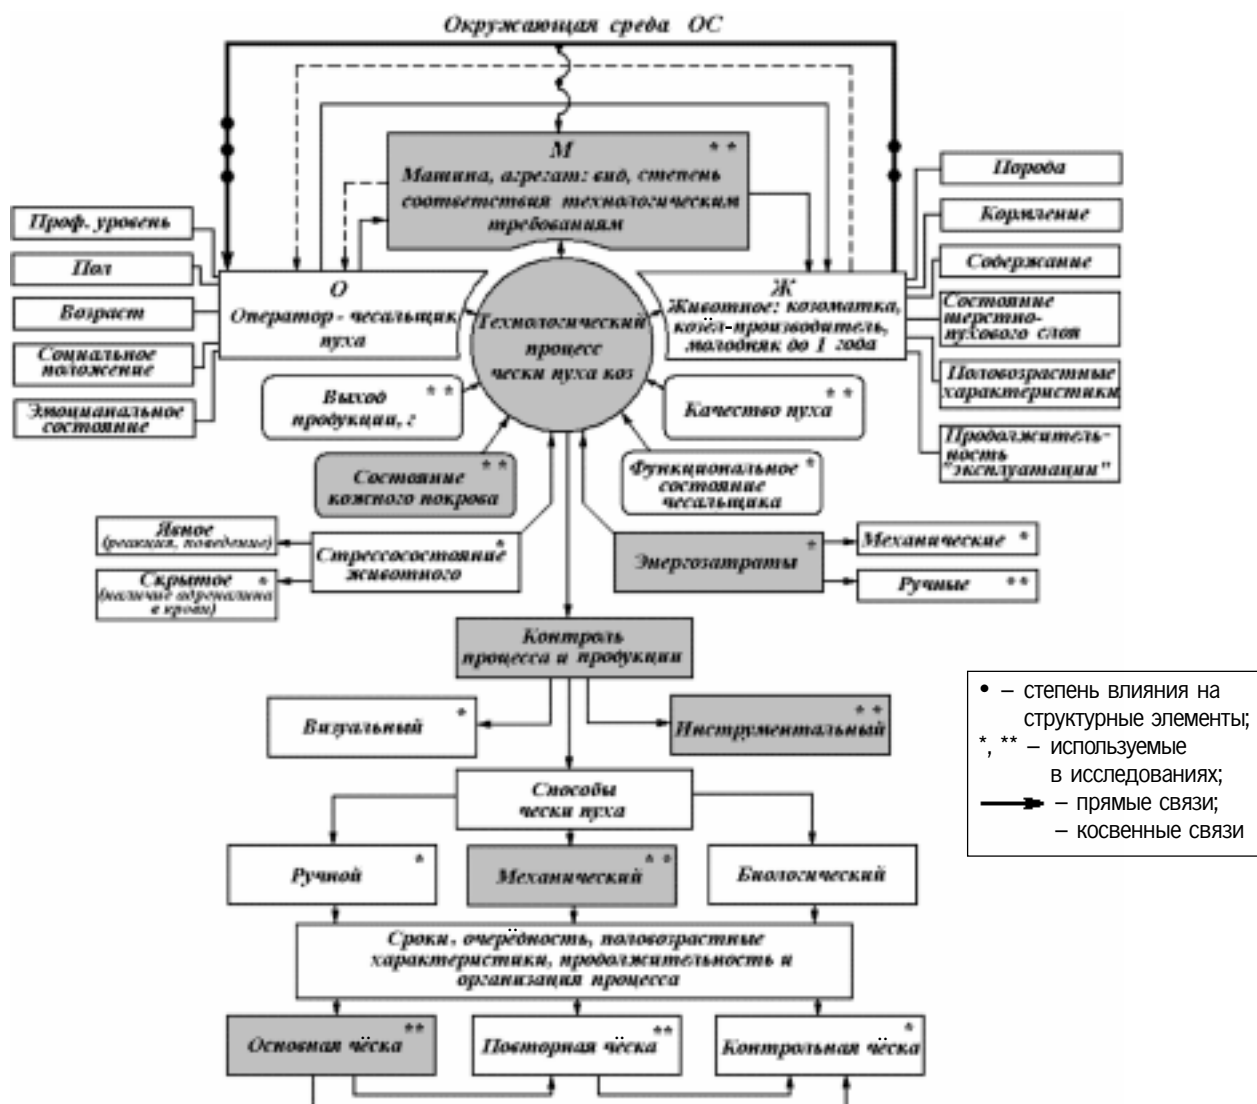 Окружающая среда ОС
М * *
Машина, агрегат: вид, степень
соответствия технологическим
требованиям
Проф. уровень
Пол
Возраст
Социальное
положение
Эмоцианальное
состояние
О
Оператор - чесальщик
пуха
Технологический
процесс
чески пуха коз
Ж
Животное: козоматка,
козёл-производитель,
молодняк до 1 года
Порода
Кормление
Содержание
Состояние
шерстно-
пухового слоя
Половозрастные
характеристики
Продолжитель-
ность
"эксплуатации"
Выход * *
продукции, г
Качество пуха * *
Состояние * *
кожного покрова
Функциональное *
состояние
чесальщика
Явное
(реакция, поведение)
Скрытое *
(наличие адреналина
в крови)
Стрессосостояние *
животного
Энергозатраты *
Механические *
Ручные * *
Контроль
процесса и продукции
Визуальный *
Инструментальный * *
Способы
чески пуха
Ручной *
Механический * *
Биологический
Сроки, очерёдность, половозрастные
характеристики, продолжительность и
организация процесса
Основная чёска **
Повторная чёска **
Контрольная чёска *
• – степень влияния на
структурные элементы;
*, ** – используемые
в исследованиях;
– прямые связи;
– косвенные связи